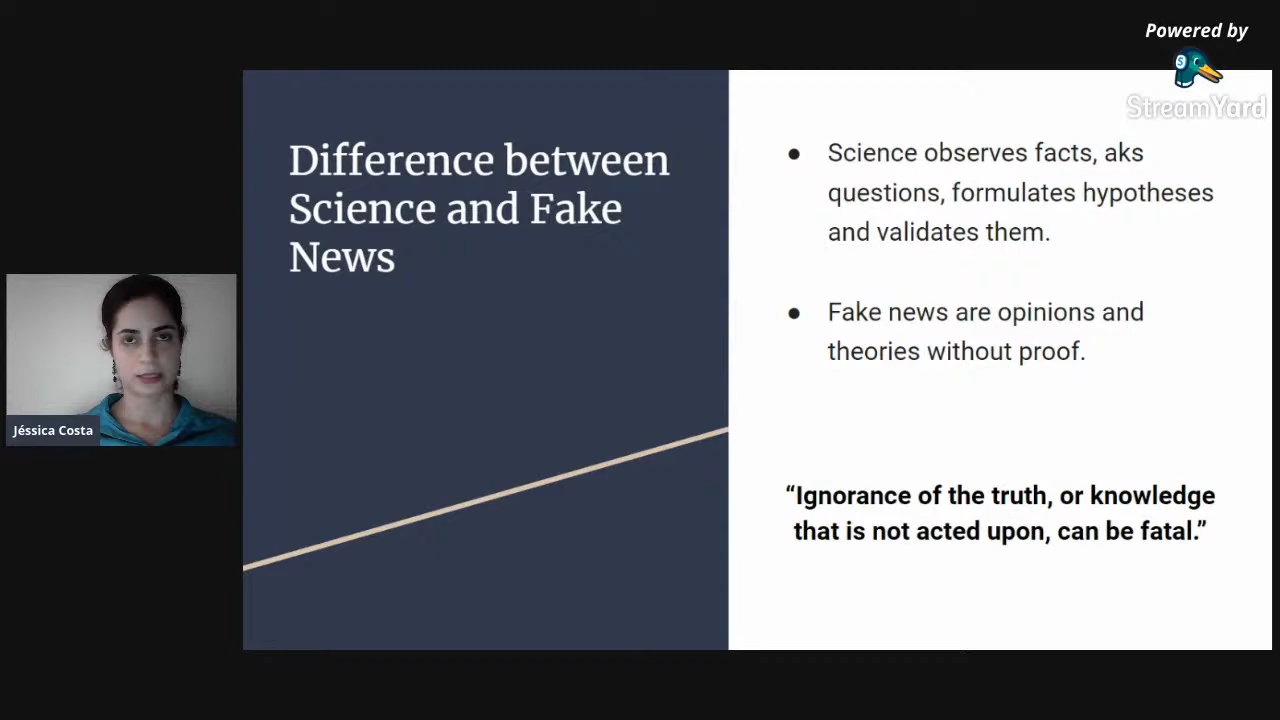 Powered by
StreamYard
Difference between
Science and Fake
News
● Science observes facts, aks
questions, formulates hypotheses
and validates them.
● Fake news are opinions and
theories without proof.
“Ignorance of the truth, or knowledge
that is not acted upon, can be fatal.”
Jéssica Costa